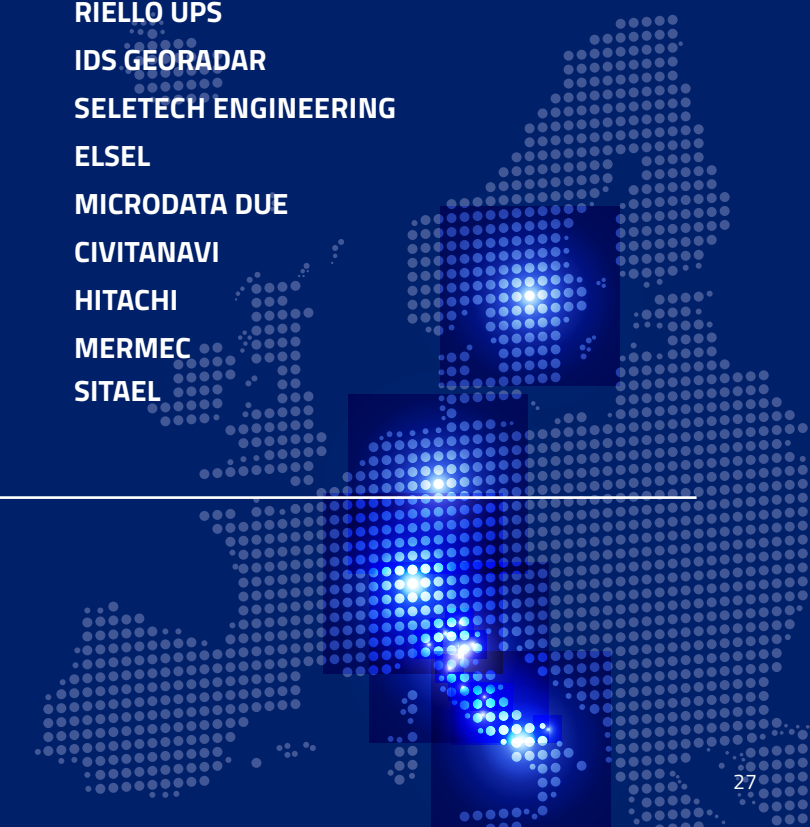 RIELLO UPS
IDS GEORADAR
SELETECH ENGINEERING
ELSEL
MICRODATA DUE
CIVITANAVI
HITACHI
MERMEC
SITAEL
27